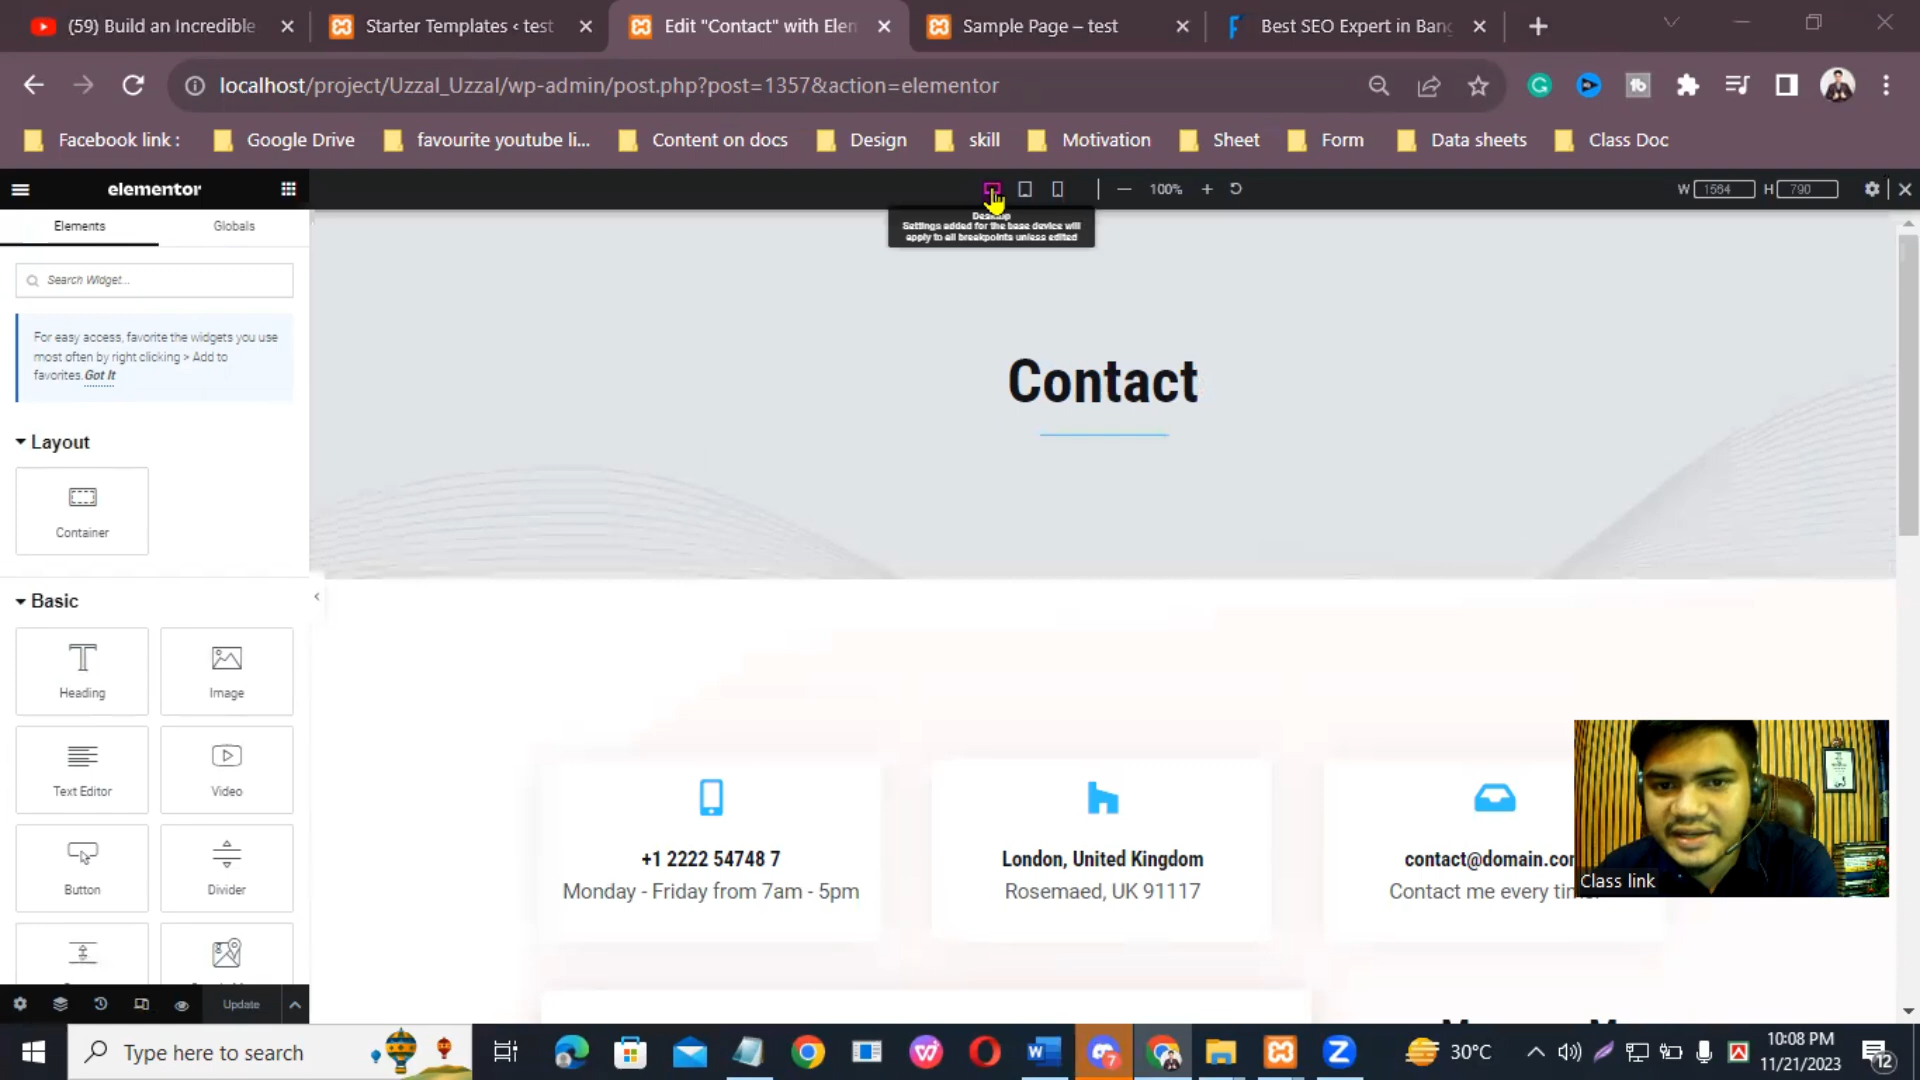 (59) Build an Incredible
Starter Templates ‹ test
Edit "Contact" with Elem
Sample Page – test
Best SEO Expert in Bang
localhost/project/Uzzal_Uzzal/wp-admin/post.php?post=1357&action=elementor
Facebook link :
Google Drive
favourite youtube li...
Content on docs
Design
skill
Motivation
Sheet
Form
Data sheets
Class Doc
elementor
100%
W 1564 H 790
Elements
Globals
Desktop
Settings added for the base device will
apply to all breakpoints unless edited
Search Widget...
For easy access, favorite the widgets you use
most often by right clicking > Add to
favorites. Got It
Layout
Container
Contact
Basic
Heading
Image
Text Editor
Video
Button
Divider
+1 2222 54748 7
Monday - Friday from 7am - 5pm
London, United Kingdom
Rosemaed, UK 91117
contact@domain.com
Contact me every time.
Class link
Update
Type here to search
7
30°C
10:08 PM
11/21/2023
12